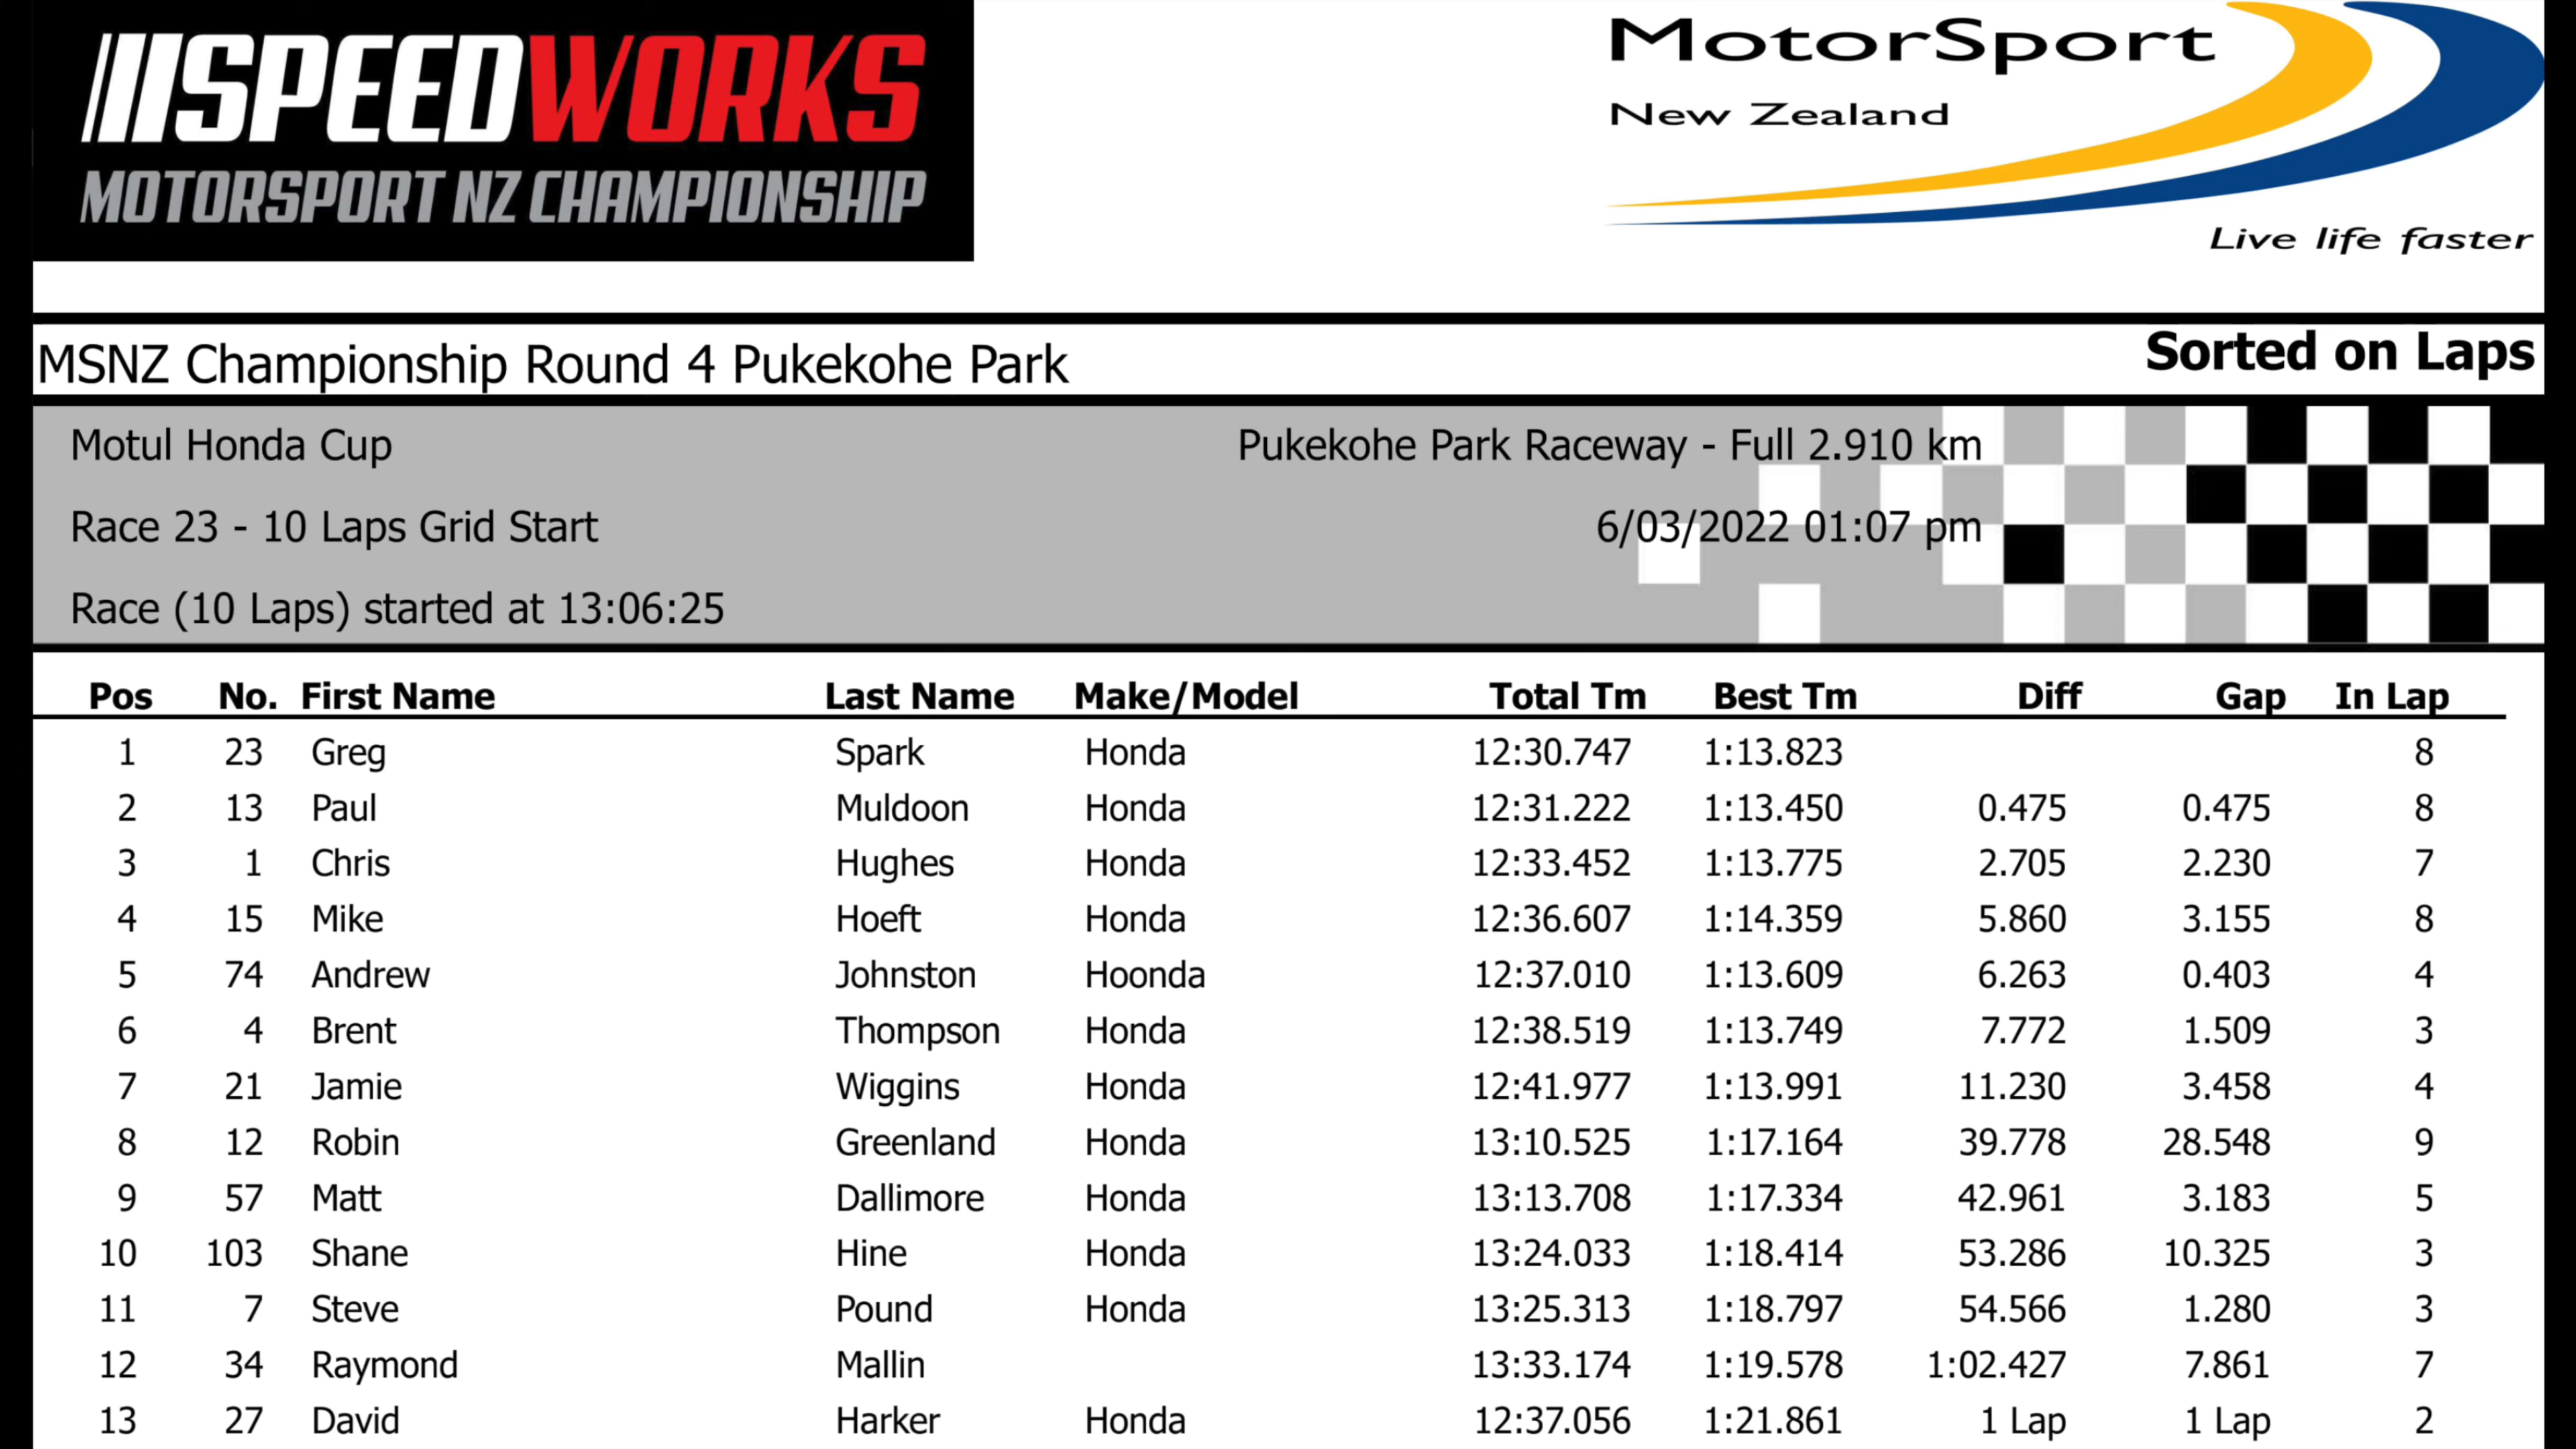 SPEEDWORKS
MOTORSPORT NZ CHAMPIONSHIP
MotorSport
New Zealand
Live life faster
MSNZ Championship Round 4 Pukekohe Park
Sorted on Laps
Motul Honda Cup
Pukekohe Park Raceway - Full 2.910 km
Race 23 - 10 Laps Grid Start
6/03/2022 01:07 pm
Race (10 Laps) started at 13:06:25
Pos No. First Name Last Name Make/Model Total Tm Best Tm Diff Gap In Lap
1 23 Greg Spark Honda 12:30.747 1:13.823 8
2 13 Paul Muldoon Honda 12:31.222 1:13.450 0.475 0.475 8
3 1 Chris Hughes Honda 12:33.452 1:13.775 2.705 2.230 7
4 15 Mike Hoeft Honda 12:36.607 1:14.359 5.860 3.155 8
5 74 Andrew Johnston Hoonda 12:37.010 1:13.609 6.263 0.403 4
6 4 Brent Thompson Honda 12:38.519 1:13.749 7.772 1.509 3
7 21 Jamie Wiggins Honda 12:41.977 1:13.991 11.230 3.458 4
8 12 Robin Greenland Honda 13:10.525 1:17.164 39.778 28.548 9
9 57 Matt Dallimore Honda 13:13.708 1:17.334 42.961 3.183 5
10 103 Shane Hine Honda 13:24.033 1:18.414 53.286 10.325 3
11 7 Steve Pound Honda 13:25.313 1:18.797 54.566 1.280 3
12 34 Raymond Mallin 13:33.174 1:19.578 1:02.427 7.861 7
13 27 David Harker Honda 12:37.056 1:21.861 1 Lap 1 Lap 2